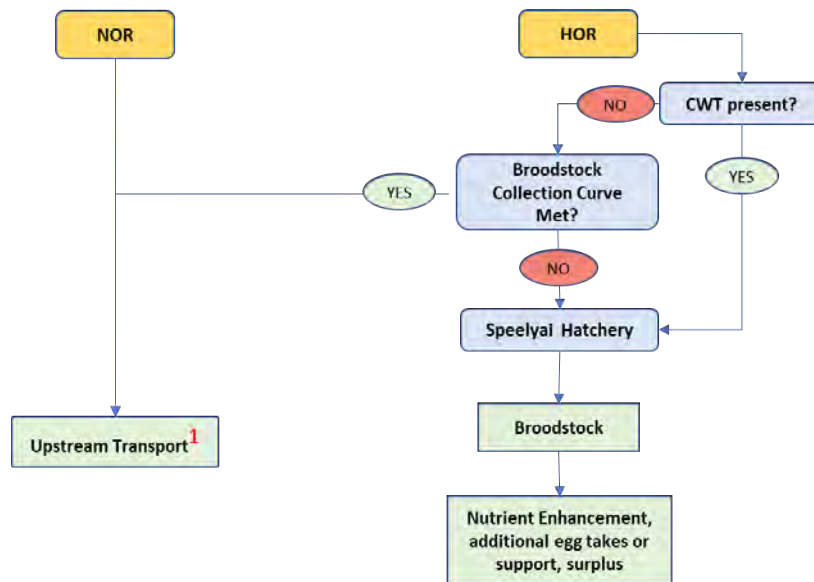 NOR
HOR
NO
CWT present?
Broodstock
Collection Curve
Met?
YES
YES
NO
Speelyai Hatchery
Upstream Transport1
Broodstock
Nutrient Enhancement,
additional egg takes or
support, surplus